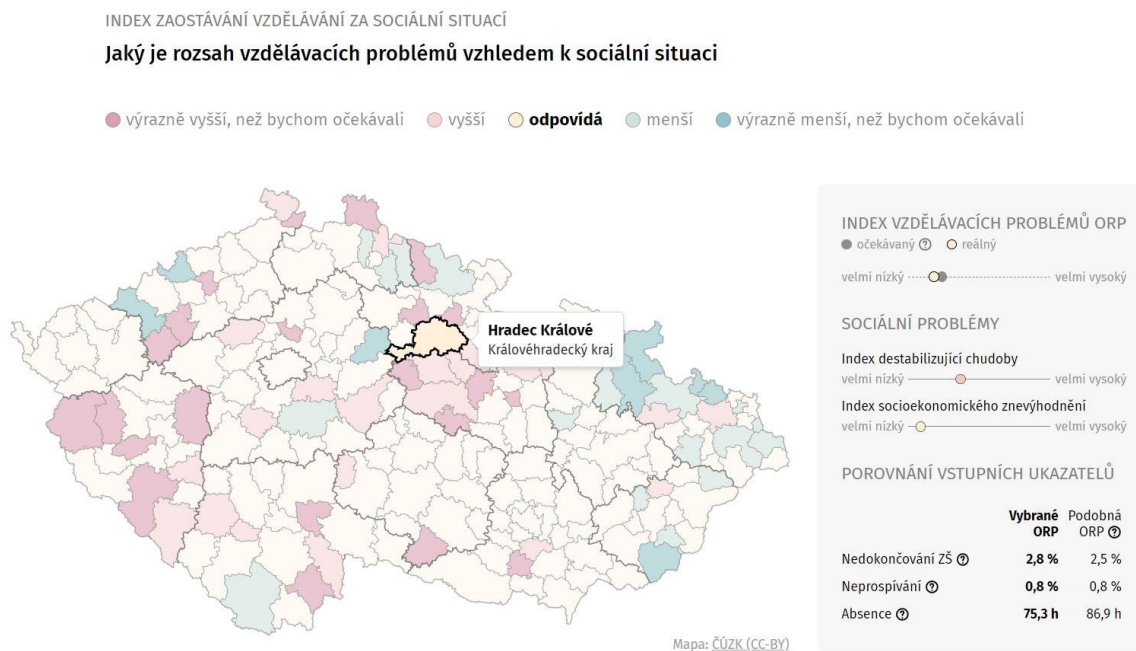 INDEX ZAOSTÁVÁNÍ VZDĚLÁVÁNÍ ZA SOCIÁLNÍ SITUACÍ
Jaký je rozsah vzdělávacích problémů vzhledem k sociální situaci
výrazně vyšší, než bychom očekávali vyšší odpovídá menší výrazně menší, než bychom očekávali
Hradec Králové
Královéhradecký kraj
Mapa: ČÚZK (CC-BY)
INDEX VZDĚLÁVACÍCH PROBLÉMŮ ORP
očekávaný ? reálný
velmi nízký velmi vysoký
SOCIÁLNÍ PROBLÉMY
Index destabilizující chudoby
velmi nízký velmi vysoký
Index socioekonomického znevýhodnění
velmi nízký velmi vysoký
POROVNÁNÍ VSTUPNÍCH UKAZATELŮ
Vybrané Podobná
ORP ORP ?
Nedokončování ZŠ ? 2,8 % 2,5 %
Neprospívání ? 0,8 % 0,8 %
Absence ? 75,3 h 86,9 h